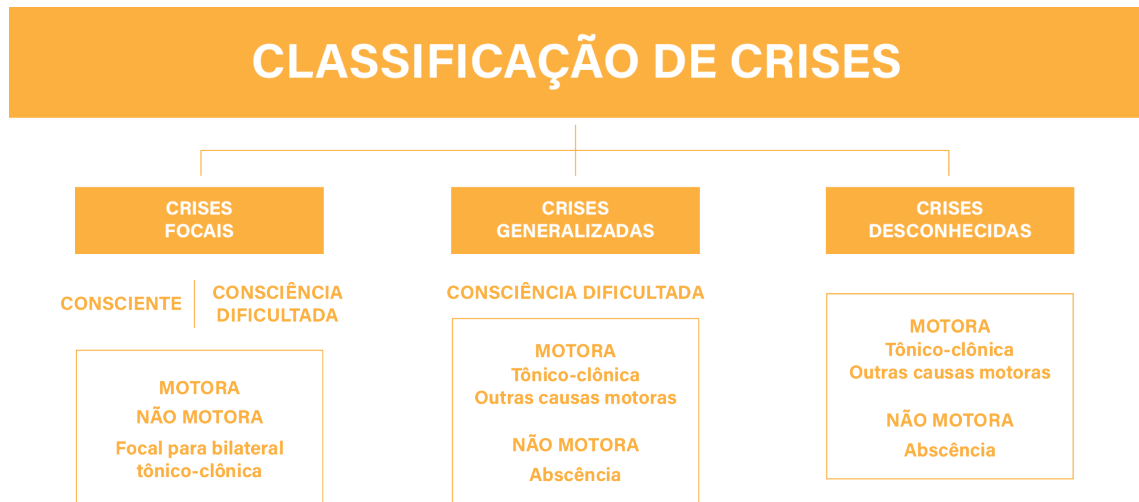 CLASSIFICAÇÃO DE CRISES
CRISES
FOCAIS
CONSCIENTE
CONSCIÊNCIA
DIFICULTADA
MOTORA
NÃO MOTORA
Focal para bilateral
tônico-clônica
CRISES
GENERALIZADAS
CONSCIÊNCIA DIFICULTADA
MOTORA
Tônico-clônica
Outras causas motoras
NÃO MOTORA
Abscência
CRISES
DESCONHECIDAS
MOTORA
Tônico-clônica
Outras causas motoras
NÃO MOTORA
Abscência